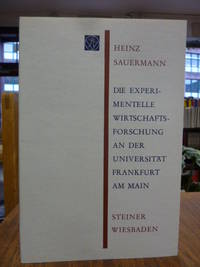 HEINZ
SAUERMANN
DIE EXPERI-
MENTELLE
WIRTSCHAFTS-
FORSCHUNG
AN DER
UNIVERSITÄT
FRANKFURT
AM MAIN
STEINER
WIESBADEN